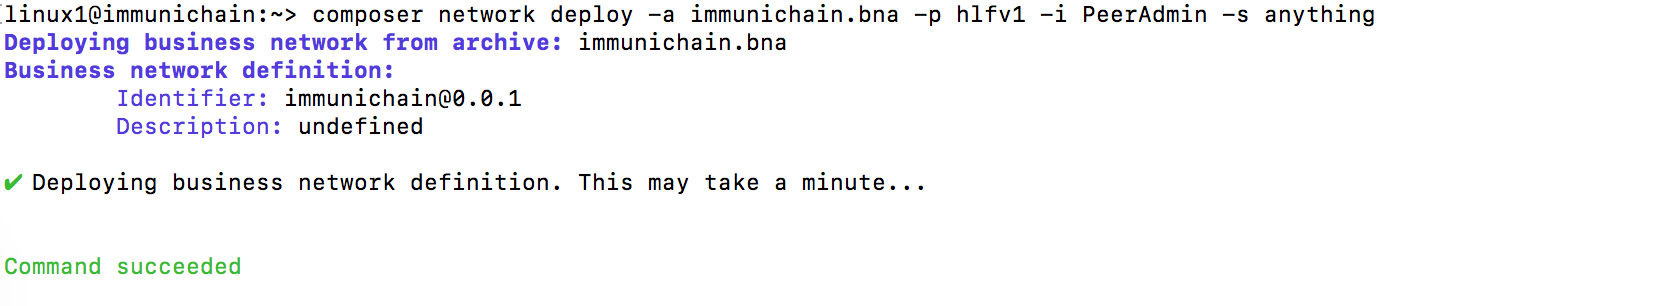 linux1@immunichain:~> composer network deploy -a immunichain.bna -p hlfv1 -i PeerAdmin -s anything
Deploying business network from archive: immunichain.bna
Business network definition:
Identifier: immunichain@0.0.1
Description: undefined
✔ Deploying business network definition. This may take a minute...
Command succeeded